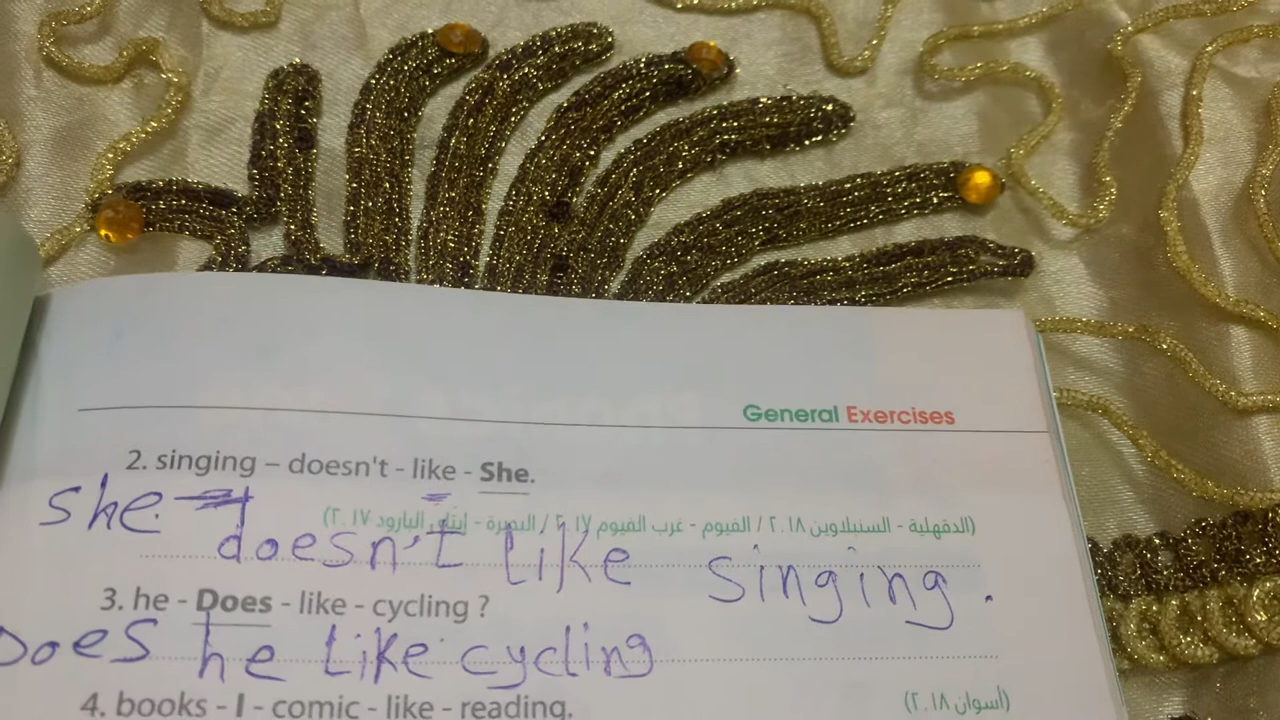 General Exercises
2. singing – doesn't - like - She.
(الدقهلية - السنبلاوين ٢٠١٨ / الفيوم - غرب الفيوم ٢٠١٧ / البحيرة - إيتاى البارود ٢٠١٧)
she doesn't like singing.
3. he - Does - like - cycling ?
Does he like cycling
(أسوان ٢٠١٨)
4. books - I - comic - like - reading.